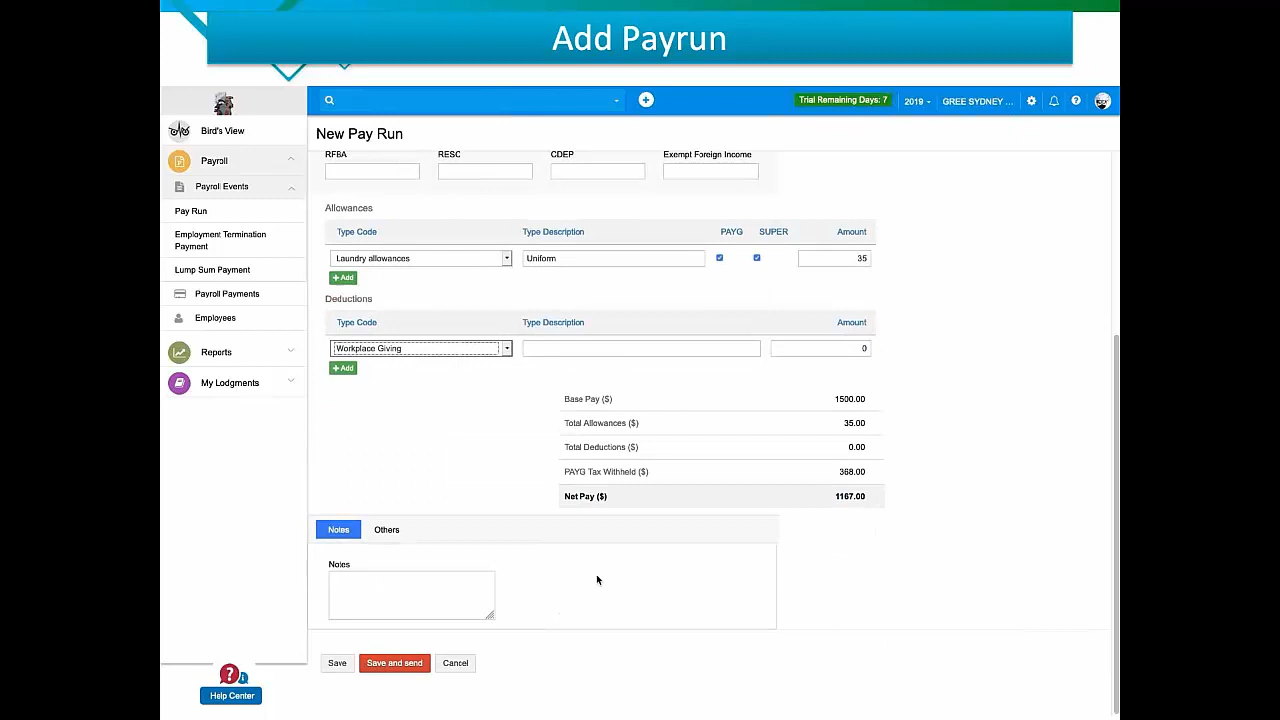 Add Payrun
Trial Remaining Days: 7
2019
GREE SYDNEY ...
Bird's View
New Pay Run
Payroll
Payroll Events
Pay Run
Employment Termination
Payment
Lump Sum Payment
Payroll Payments
Employees
Reports
My Lodgments
Help Center
RFBA
RESC
CDEP
Exempt Foreign Income
Allowances
Type Code
Type Description
PAYG
SUPER
Amount
Laundry allowances
Uniform
35
+ Add
Deductions
Type Code
Type Description
Amount
Workplace Giving
0
+ Add
Base Pay ($) 1500.00
Total Allowances ($) 35.00
Total Deductions ($) 0.00
PAYG Tax Withheld ($) 368.00
Net Pay ($) 1167.00
Notes
Others
Notes
Save
Save and send
Cancel